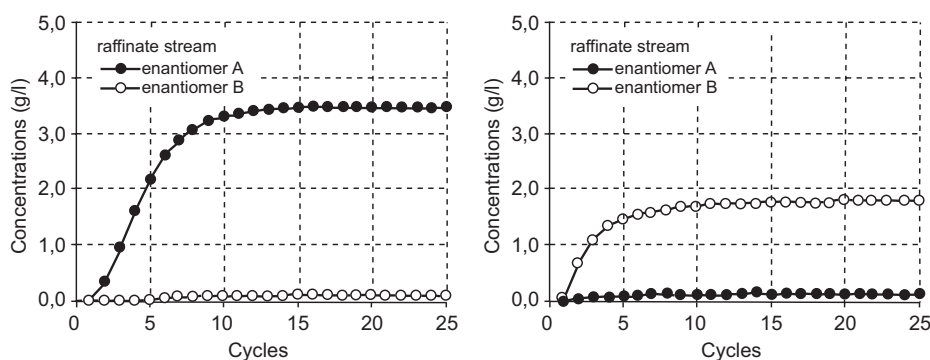 5,0
4,0
3,0
2,0
1,0
0,0
Concentrations (g/l)
raffinate stream
enantiomer A
enantiomer B
0 5 10 15 20 25
Cycles
5,0
4,0
3,0
2,0
1,0
0,0
Concentrations (g/l)
raffinate stream
enantiomer A
enantiomer B
0 5 10 15 20 25
Cycles